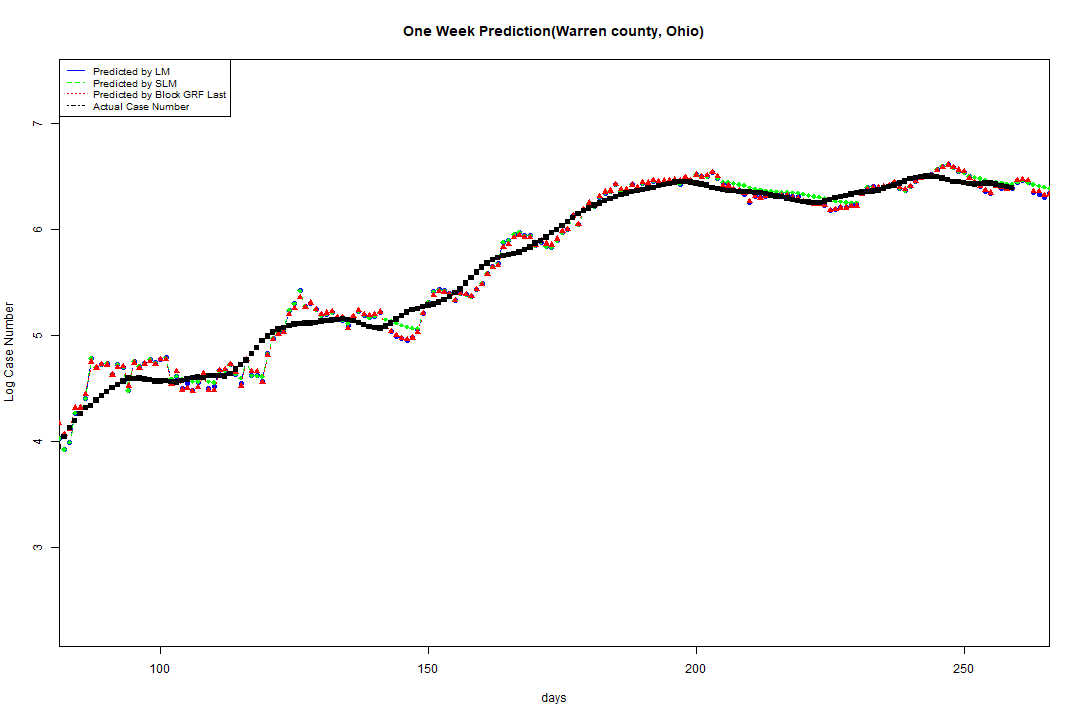 One Week Prediction(Warren county, Ohio)
Predicted by LM
Predicted by SLM
Predicted by Block GRF Last
Actual Case Number
7
6
5
4
3
Log Case Number
100
150
200
250
days